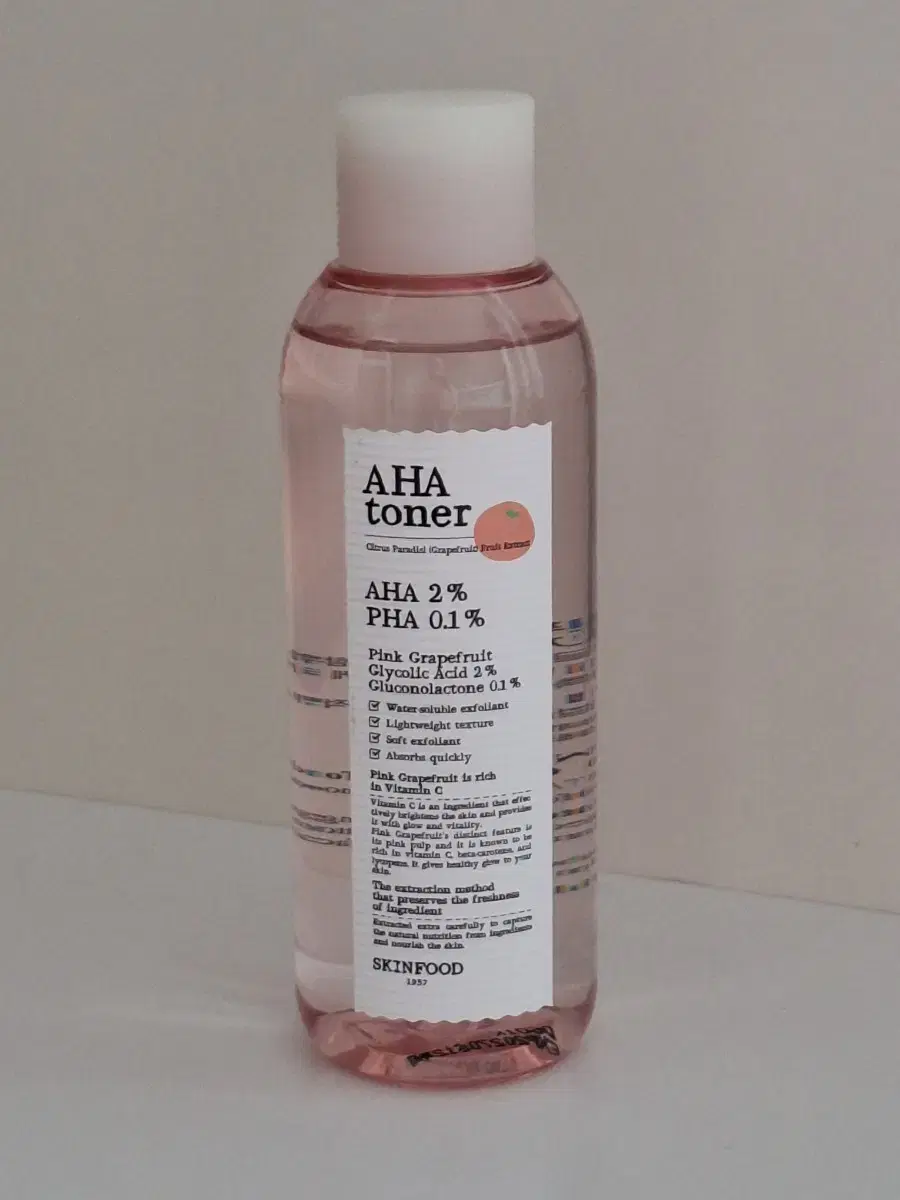 AHA
toner
Citrus Paradisi (Grapefruit) Fruit Extract
AHA 2%
PHA 0.1%
Pink Grapefruit
Glycolic Acid 2%
Gluconolactone 0.1%
Water-soluble exfoliant
Lightweight texture
Soft exfoliant
Absorbs quickly
Pink Grapefruit is rich
in Vitamin C
Vitamin C is an ingredient that effec
tively brightens the skin and provides
it with glow and vitality.
Pink Grapefruit's distinct feature is
its pink pulp and it is known to be
rich in vitamin C, beta-carotene, and
lycopene. It gives healthy glow to your
skin.
The extraction method
that preserves the freshness
of ingredient
Extracted extra carefully to capture
the natural nutrition from ingredients
and nourish the skin.
SKINFOOD
1957